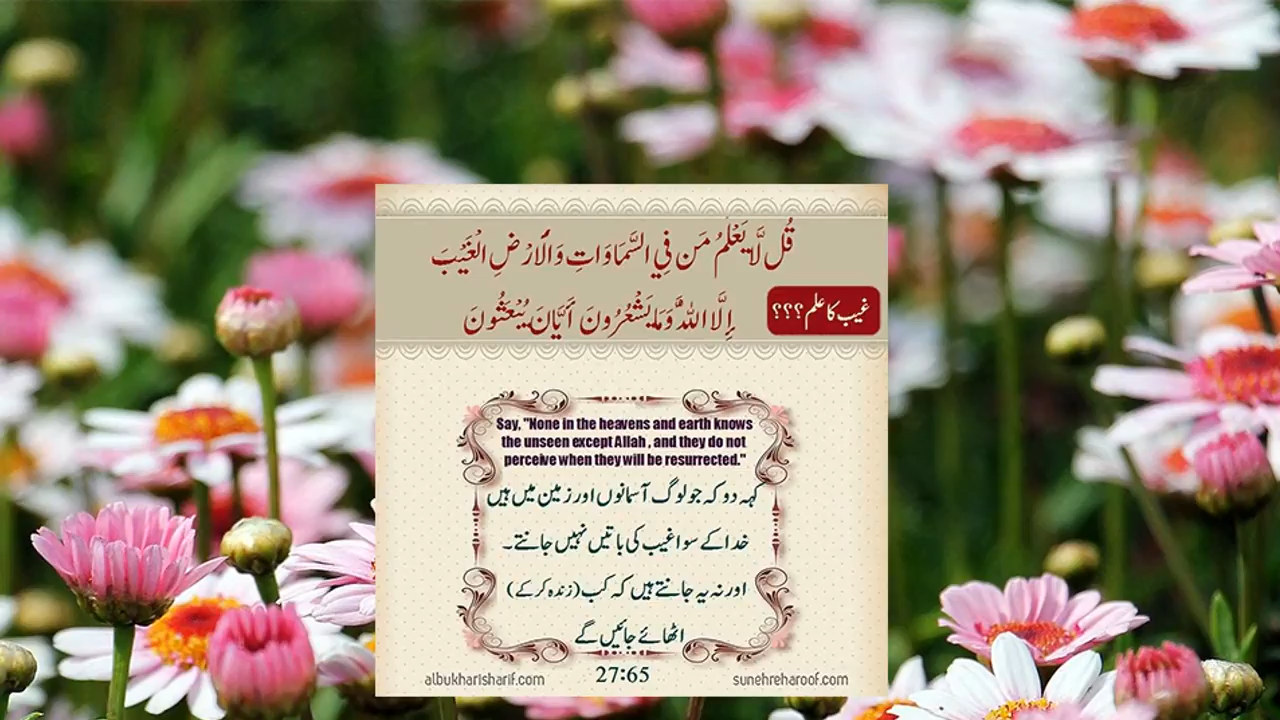 قُل لَّا يَعْلَمُ مَن فِي السَّمَاوَاتِ وَالْأَرْضِ الْغَيْبَ
إِلَّا اللَّهُ ۚ وَمَا يَشْعُرُونَ أَيَّانَ يُبْعَثُونَ
غیب کا علم؟؟؟
Say, "None in the heavens and earth knows
the unseen except Allah , and they do not
perceive when they will be resurrected."
کہہ دو کہ جو لوگ آسمانوں اور زمین میں ہیں
خدا کے سوا غیب کی باتیں نہیں جانتے۔
اور نہ یہ جانتے ہیں کہ کب (زندہ کرکے)
اٹھائے جائیں گے
27:65
albukharisharif.com
sunehreharoof.com